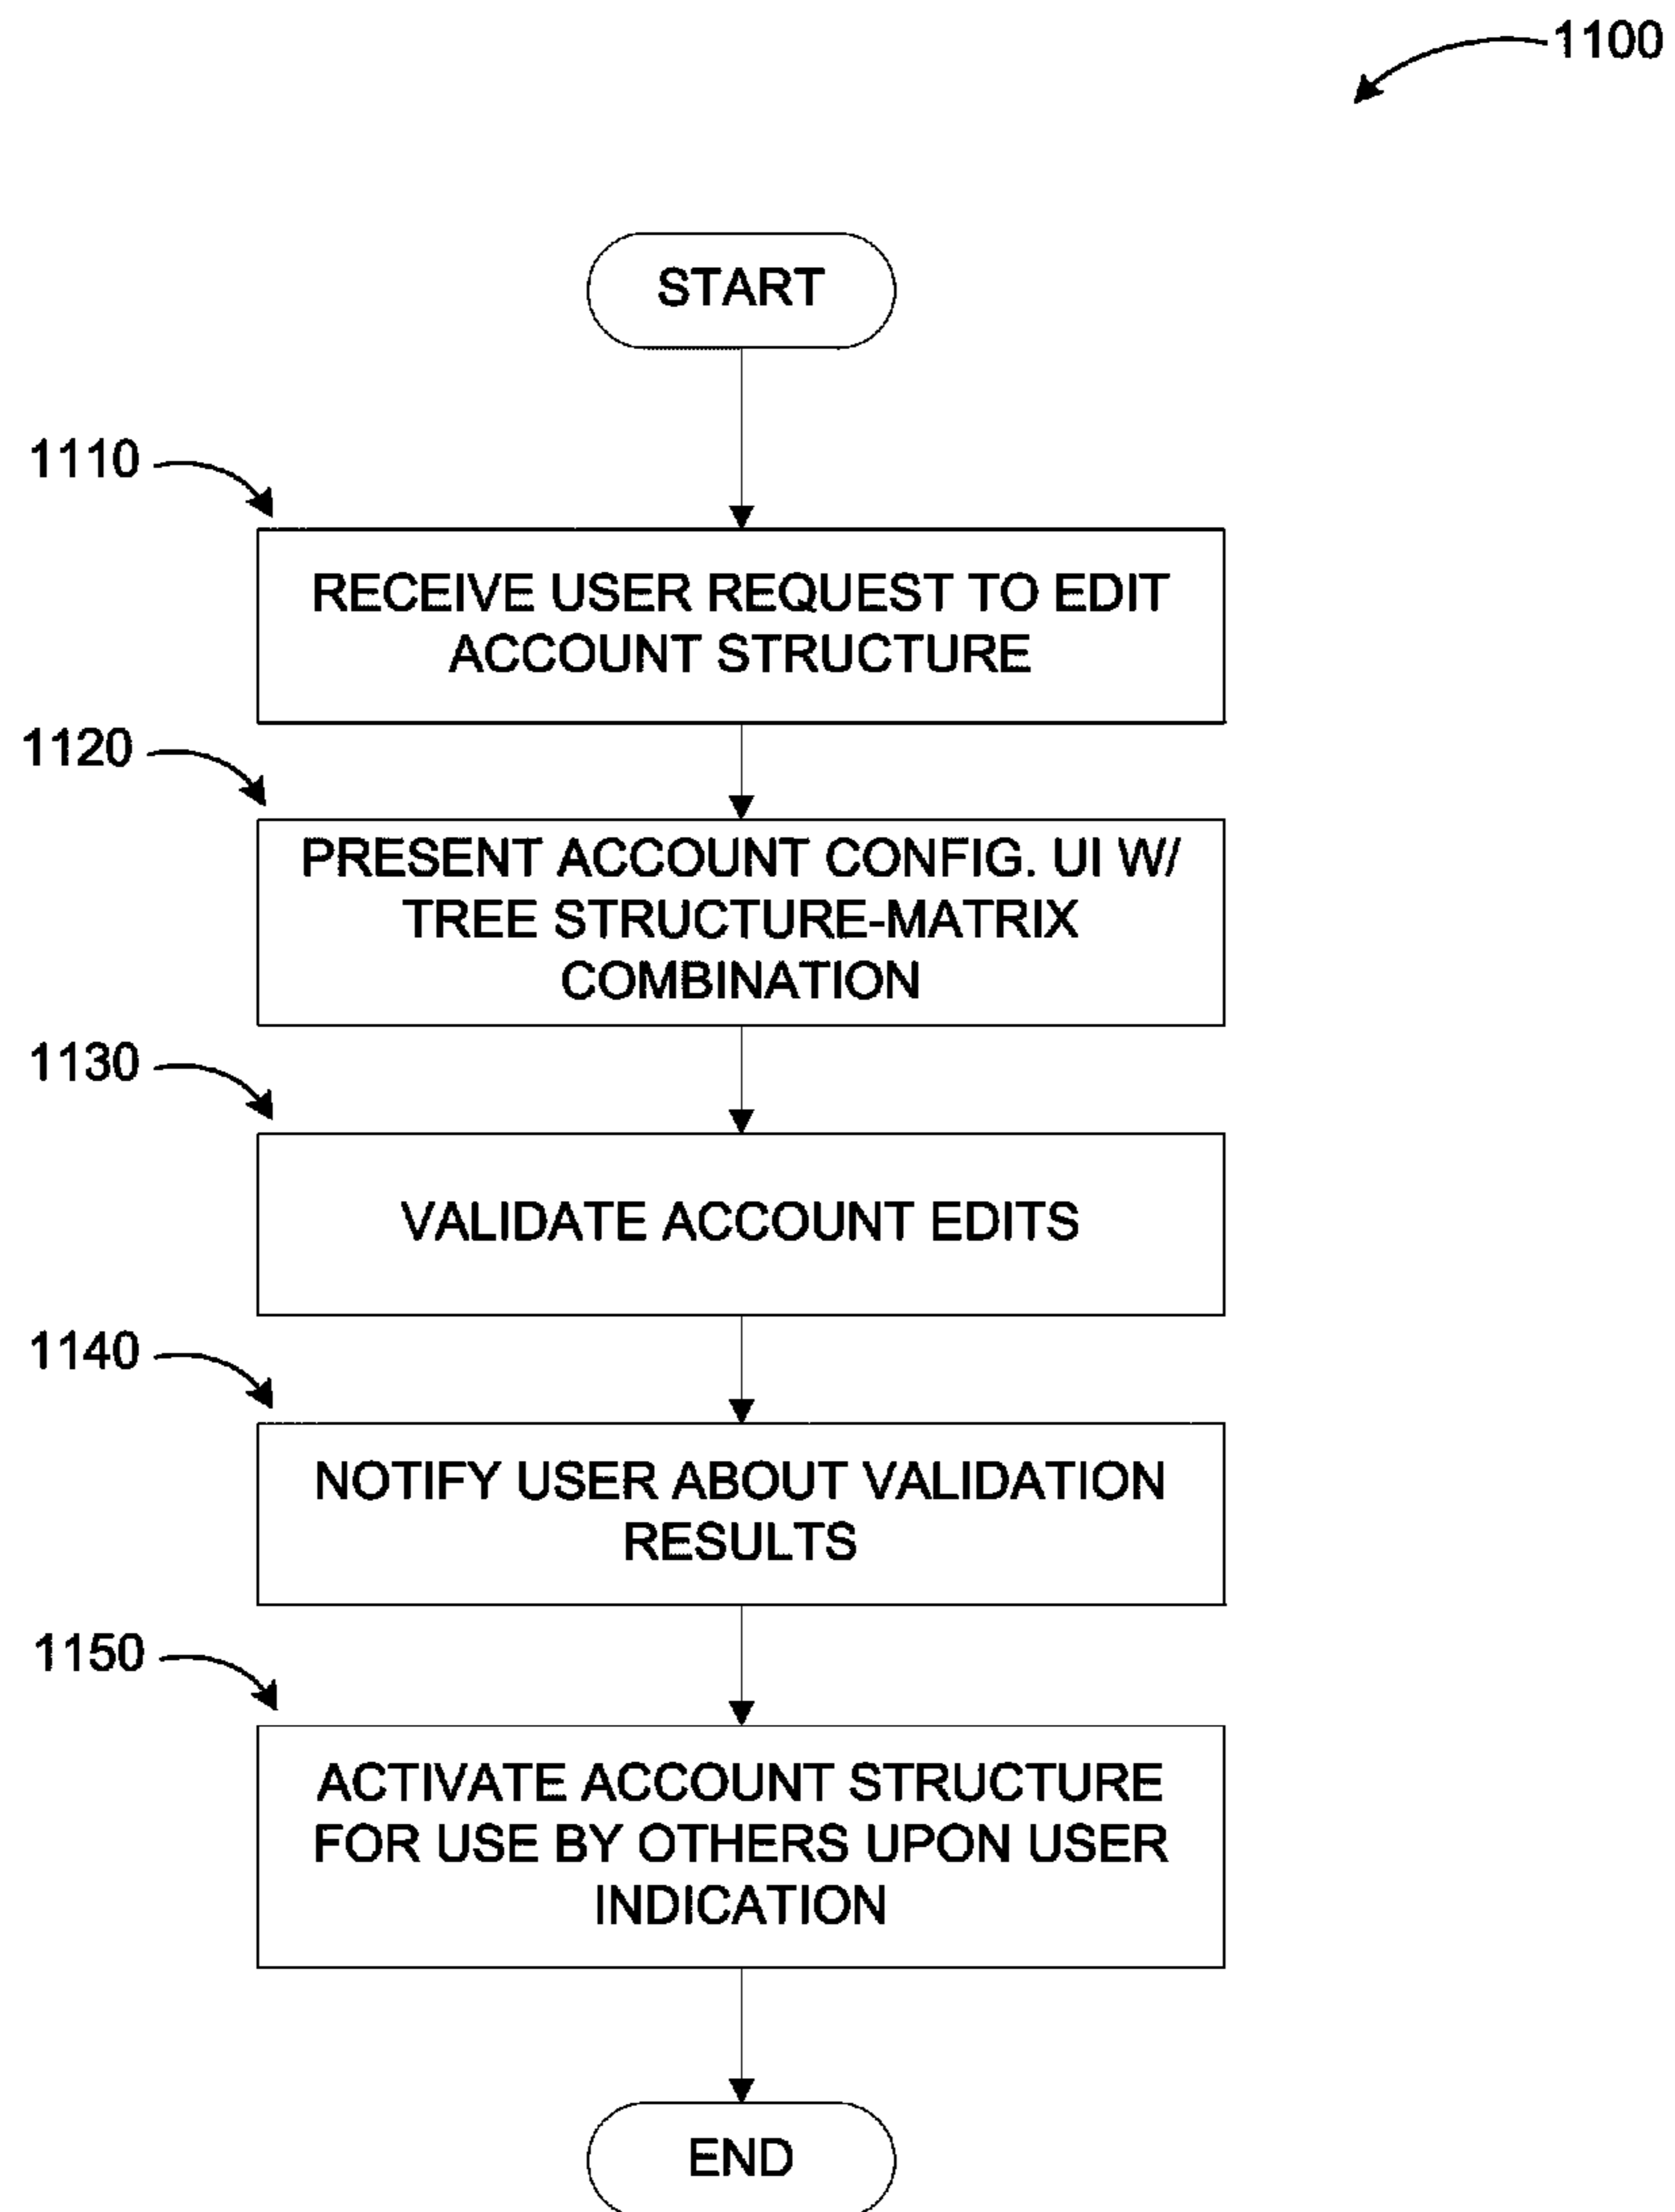 1100
START
1110
RECEIVE USER REQUEST TO EDIT
ACCOUNT STRUCTURE
1120
PRESENT ACCOUNT CONFIG. UI W/
TREE STRUCTURE-MATRIX
COMBINATION
1130
VALIDATE ACCOUNT EDITS
1140
NOTIFY USER ABOUT VALIDATION
RESULTS
1150
ACTIVATE ACCOUNT STRUCTURE
FOR USE BY OTHERS UPON USER
INDICATION
END